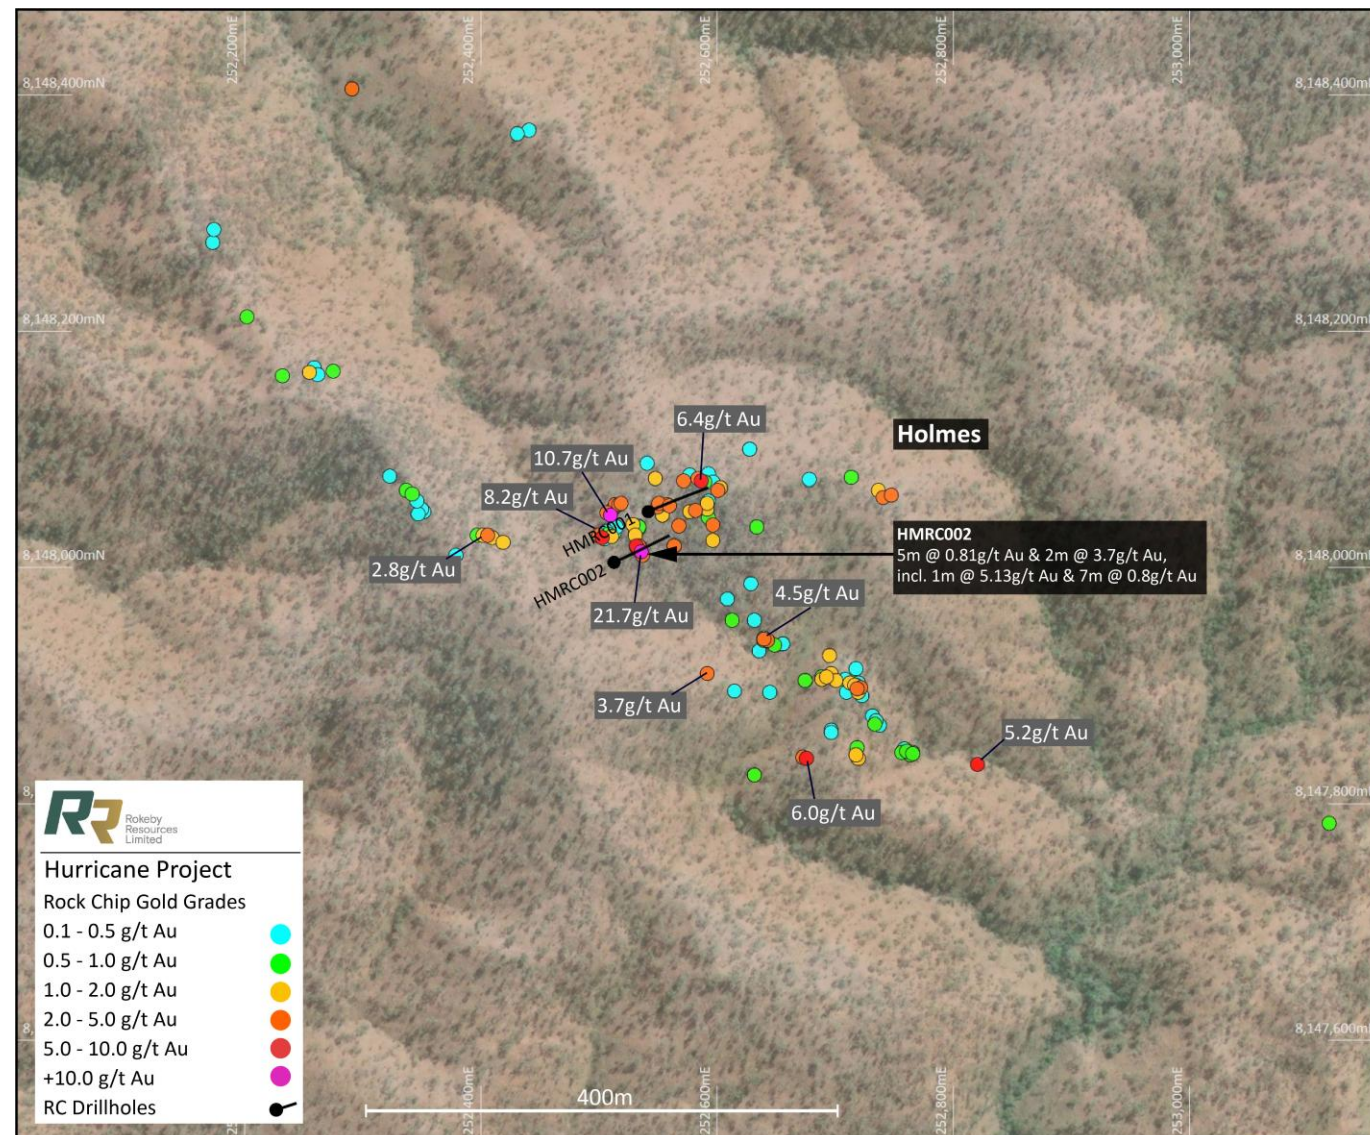 252,200mE
252,400mE
252,600mE
252,800mE
253,000mE
8,148,400mN
8,148,400mN
8,148,200mN
8,148,200mN
6.4g/t Au
Holmes
10.7g/t Au
8.2g/t Au
HMRC001
HMRC002
5m @ 0.81g/t Au & 2m @ 3.7g/t Au,
incl. 1m @ 5.13g/t Au & 7m @ 0.8g/t Au
8,148,000mN
8,148,000mN
2.8g/t Au
HMRC002
21.7g/t Au
4.5g/t Au
3.7g/t Au
5.2g/t Au
6.0g/t Au
8,147,800mN
Rokeby
Resources
Limited
Hurricane Project
Rock Chip Gold Grades
0.1 - 0.5 g/t Au
0.5 - 1.0 g/t Au
1.0 - 2.0 g/t Au
2.0 - 5.0 g/t Au
5.0 - 10.0 g/t Au
+10.0 g/t Au
RC Drillholes
8,147,600mN
400m
252,400mE
252,600mE
252,800mE
253,000mE